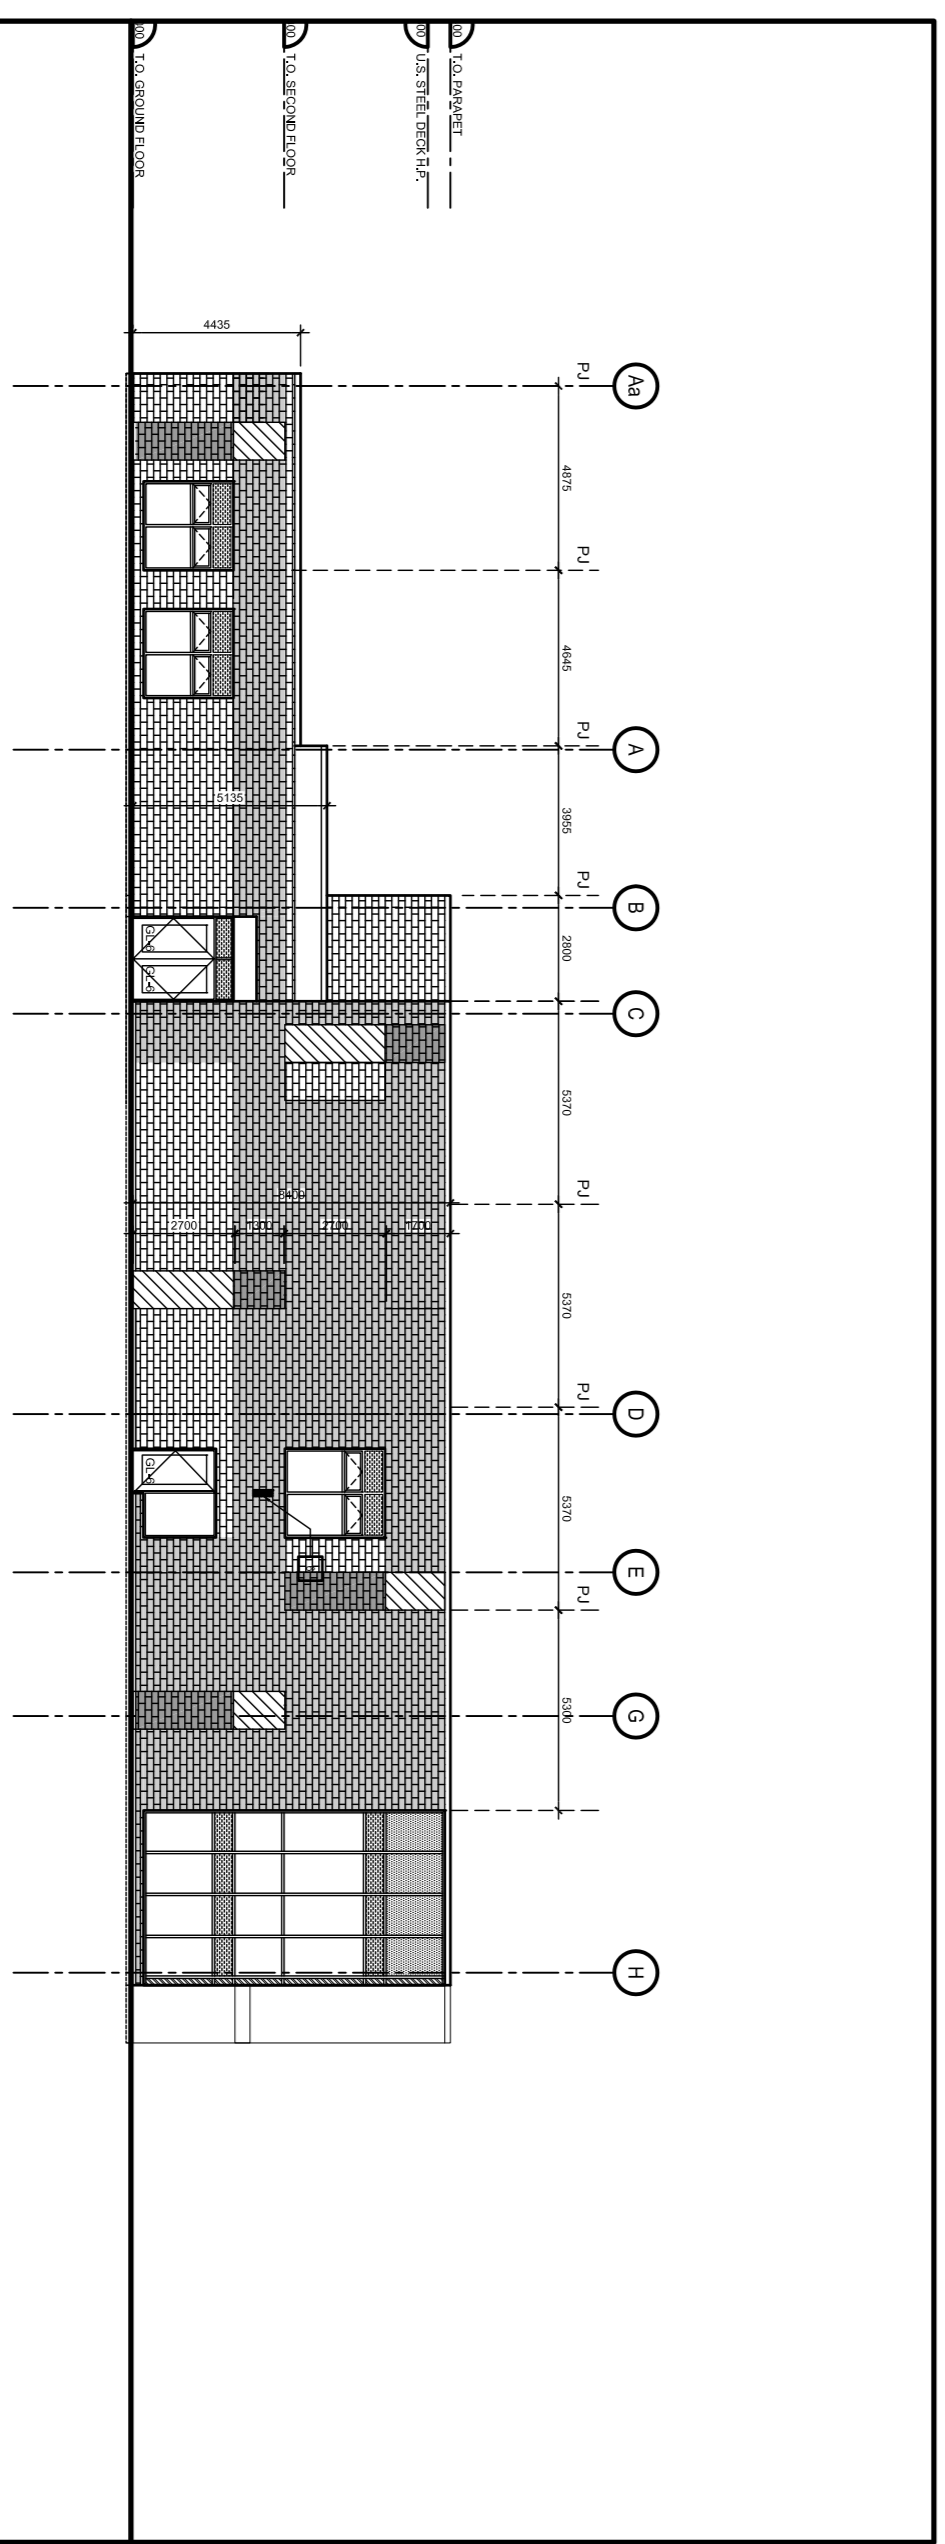 Aa
A
B
C
D
E
G
H
PJ
PJ
PJ
PJ
PJ
PJ
PJ
4875
4645
3955
2800
5370
5370
5370
5300
T.O. PARAPET
U.S. STEEL DECK H.P.
T.O. SECOND FLOOR
T.O. GROUND FLOOR
4435
5135
8400
1700
2700
1300
2700
GL-6
GL-6
GL-6